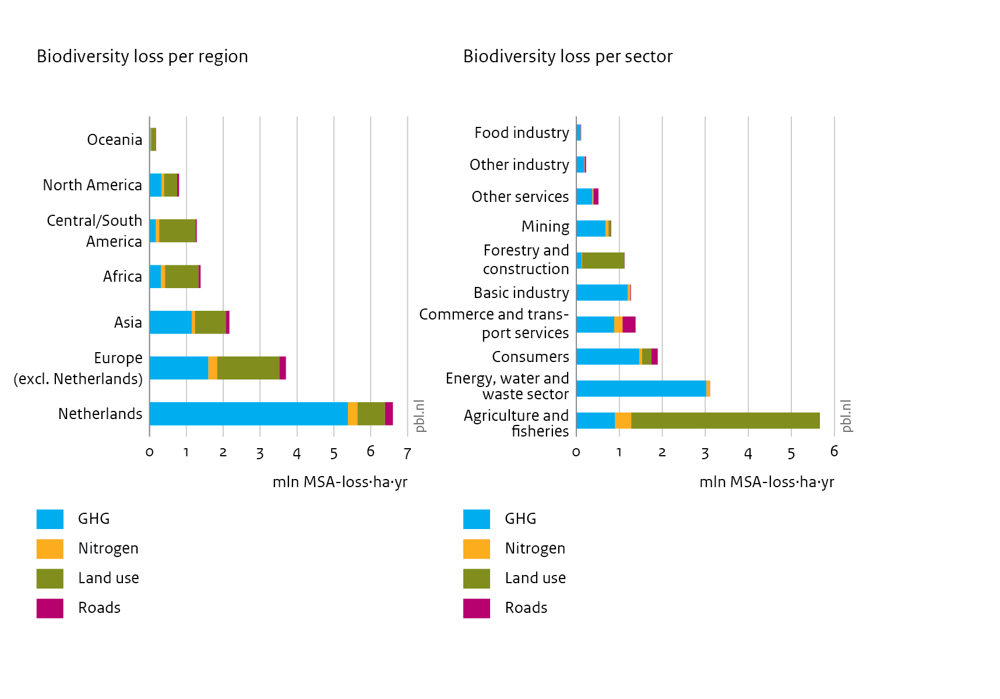 Biodiversity loss per region
Oceania
North America
Central/South
America
Africa
Asia
Europe
(excl. Netherlands)
Netherlands
0 1 2 3 4 5 6 7
mln MSA-loss·ha·yr
pbl.nl
GHG
Nitrogen
Land use
Roads
Biodiversity loss per sector
Food industry
Other industry
Other services
Mining
Forestry and
construction
Basic industry
Commerce and trans-
port services
Consumers
Energy, water and
waste sector
Agriculture and
fisheries
0 1 2 3 4 5 6
mln MSA-loss·ha·yr
pbl.nl
GHG
Nitrogen
Land use
Roads